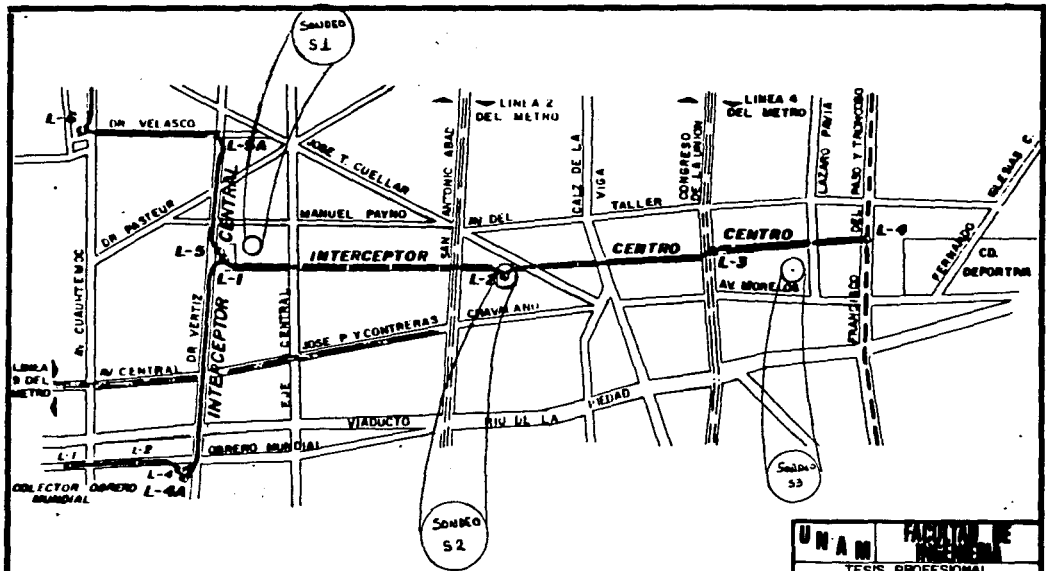 SONDEO
S1
L-6
DR. VELASCO
L-5A
LINEA 2
DEL METRO
LINEA 4
DEL METRO
JOSE T. CUELLAR
SAN ANTONIO ABAD
CALZ DE LA
VIGA
CONGRESO
DE LA UNION
LAZARO PAVIA
FRANCISCO DEL PASO Y TRONCOSO
FERNANDO IGLESIAS C.
DR. PASTEUR
MANUEL PAYNO
AV. DEL TALLER
INTERCEPTOR CENTRAL
L-5
L-1
INTERCEPTOR
L-2
CENTRO
CENTRO
L-3
L-4
CD.
DEPORTIVA
AV. MORELOS
AV. CUAUHTEMOC
DR. VERTIZ
EJE CENTRAL
JOSE P. Y CONTRERAS
LINEA
9 DEL
METRO
AV CENTRAL
VIADUCTO RIO DE LA PIEDAD
OBRERO MUNDIAL
L-1
L-2
L-4
L-4A
COLECTOR OBRERO
MUNDIAL
SONDEO
S2
SONDEO
S3
UNAM
FACULTAD DE
INGENIERIA
TESIS PROFESIONAL